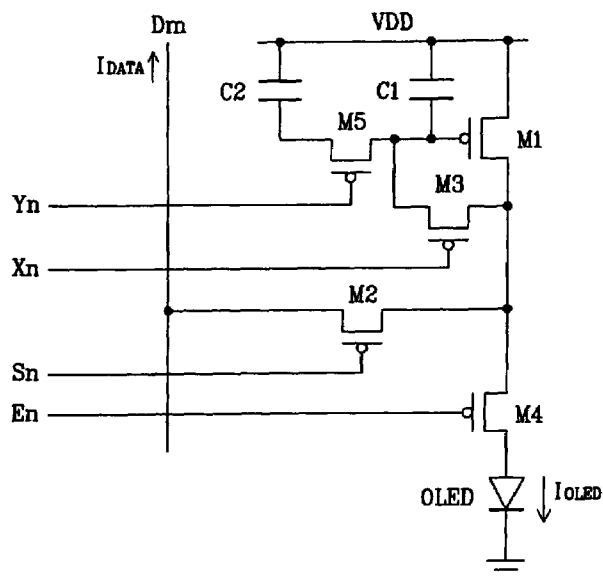 Dm
VDD
IDATA
C2
C1
M5
M1
M3
Yn
Xn
M2
Sn
En
M4
OLED
IOLED